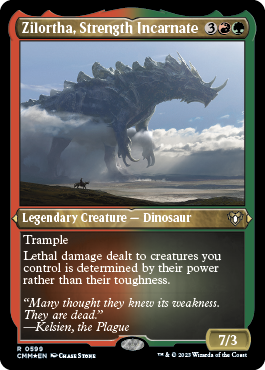 Zilortha, Strength Incarnate 3
Legendary Creature — Dinosaur
Trample
Lethal damage dealt to creatures you
control is determined by their power
rather than their toughness.
“Many thought they knew its weakness.
They are dead.”
—Kelsien, the Plague
7/3
R 0599
CMM★EN Chase Stone
™ & © 2023 Wizards of the Coast